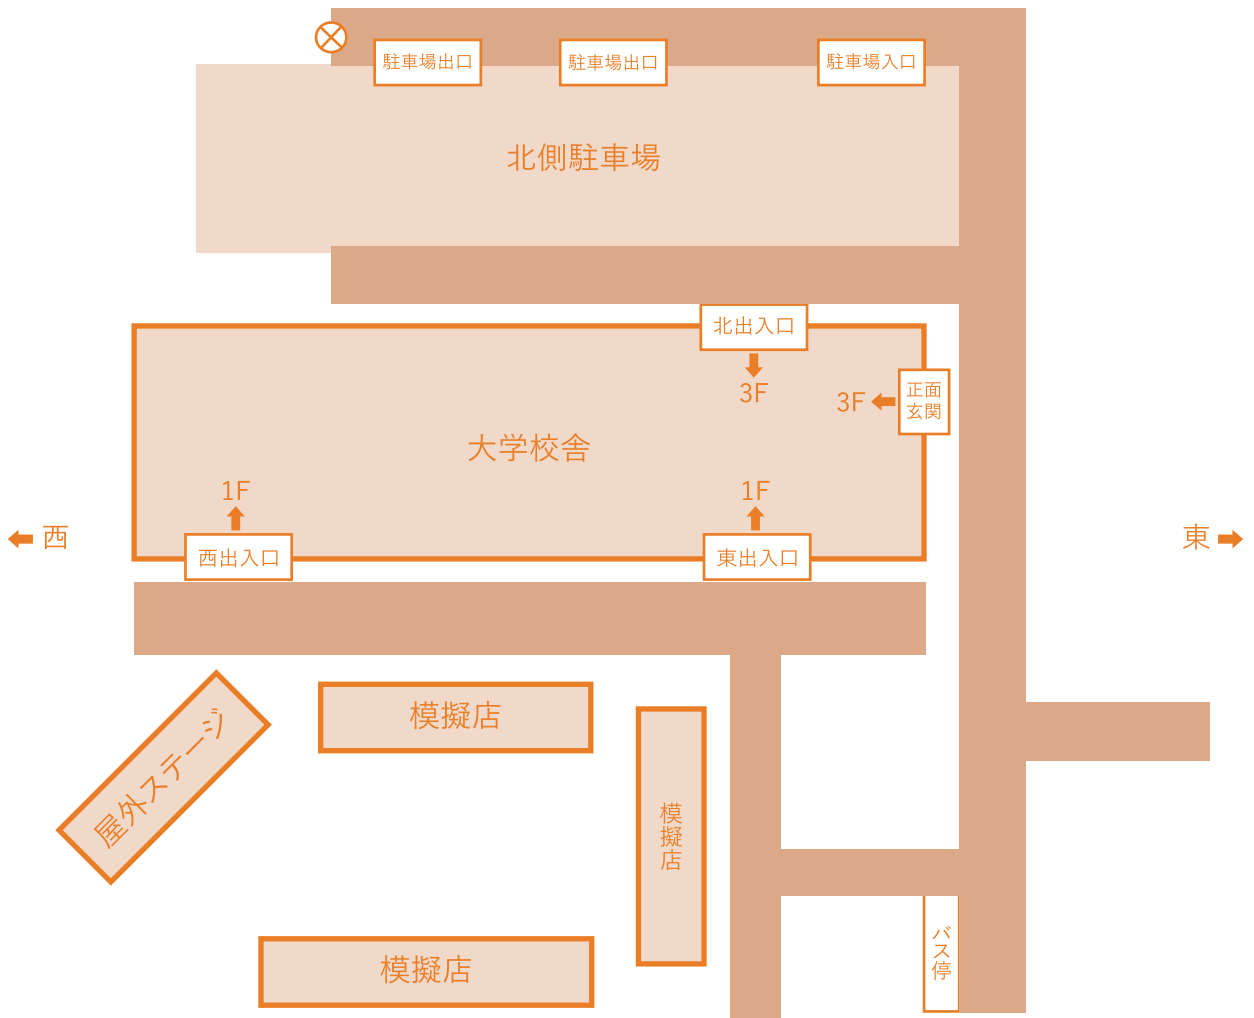 駐車場出口
駐車場出口
駐車場入口
北側駐車場
北出入口
3F
正面
玄関
3F
大学校舎
1F
1F
西
西出入口
東出入口
東
屋外ステージ
模擬店
模擬店
模擬店
バス停